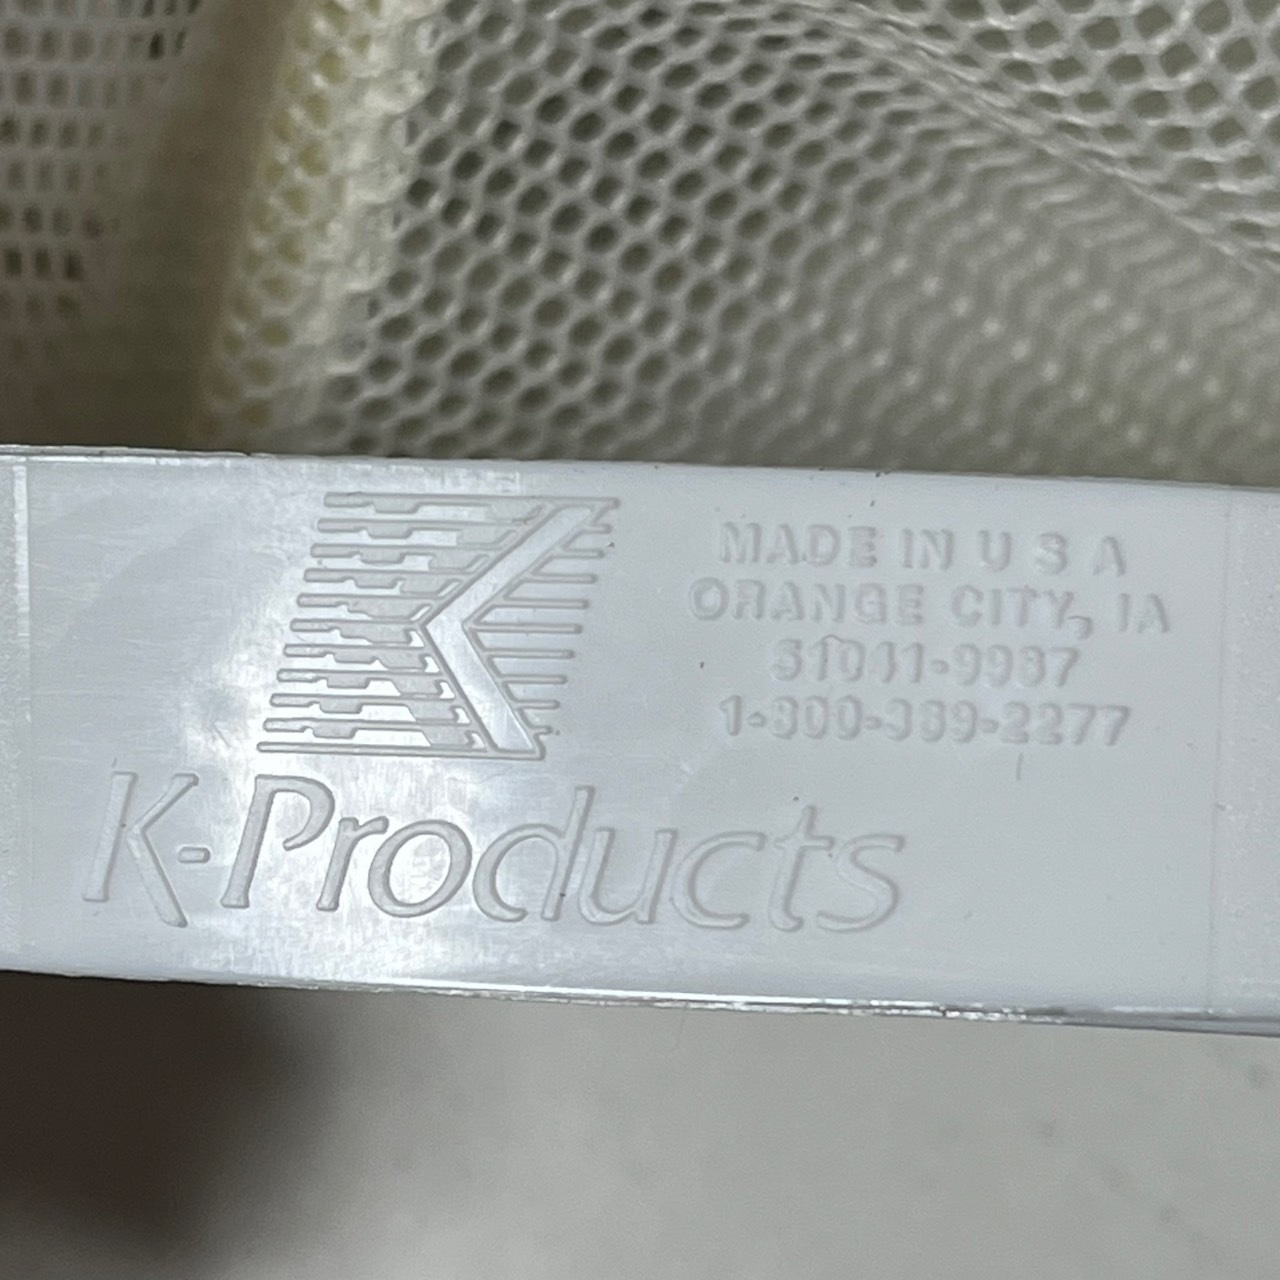 MADE IN U S A
ORANGE CITY, IA
51041-9987
1-800-369-2277
K-Products